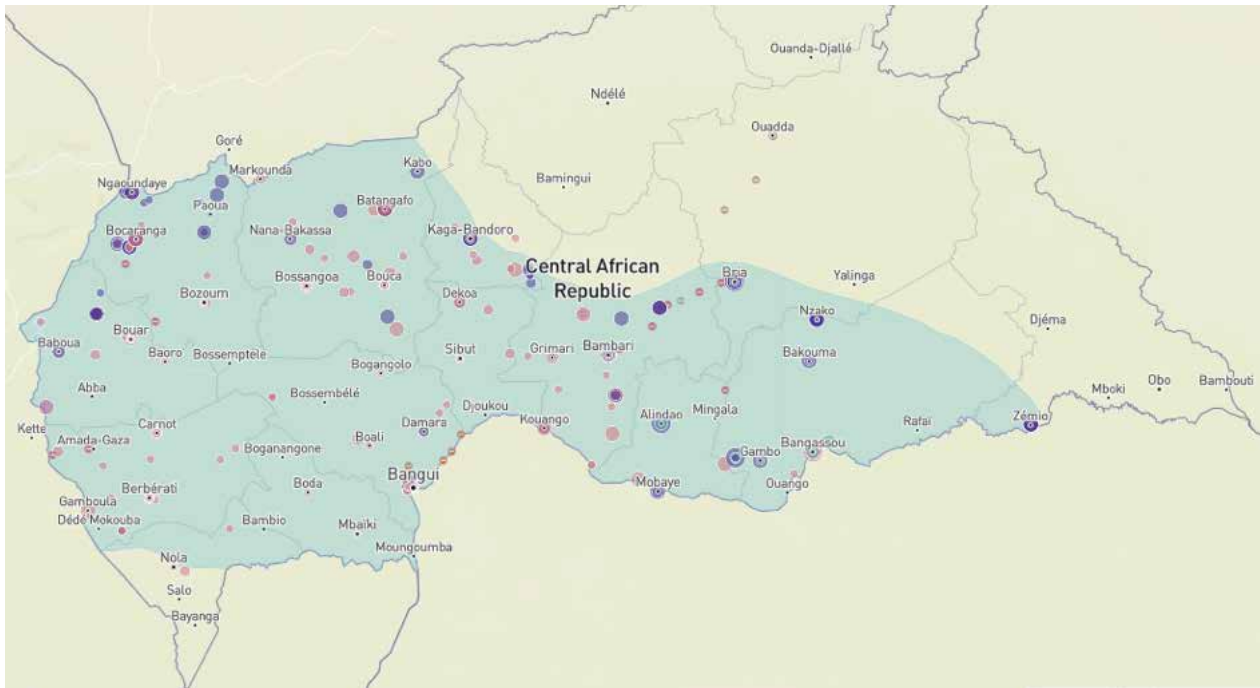 Ouanda-Djallé
Ndélé
Ouadda
Goré
Markounda
Kabo
Ngaoundaye
Bamingui
Paoua
Batangafo
Bocaranga
Nana-Bakassa
Kaga-Bandoro
Central African
Republic
Bossangoa
Bouca
Bria
Yalinga
Bozoum
Dekoa
Nzako
Djéma
Bouar
Baboua
Baoro
Bossemptélé
Sibut
Grimari
Bambari
Bakouma
Bogangolo
Abba
Bossembélé
Djoukou
Mboki
Obo
Bambouti
Kette
Carnot
Damara
Kouango
Alindao
Mingala
Rafaï
Zémio
Amada-Gaza
Boali
Boganangone
Gambo
Bangassou
Bangui
Berbérati
Boda
Mobaye
Ouango
Gamboula
Dédé Mokouba
Bambio
Mbaïki
Moungoumba
Nola
Salo
Bayanga